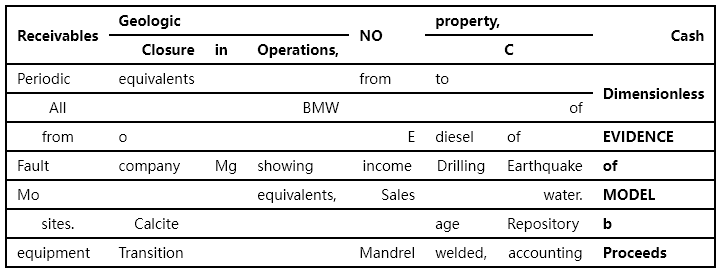 Geologic property,
Receivables NO Cash
Closure in Operations, C
Periodic equivalents from to
Dimensionless
All BMW of
from o E diesel of EVIDENCE
Fault company Mg showing income Drilling Earthquake of
Mo equivalents, Sales water. MODEL
sites. Calcite age Repository b
equipment Transition Mandrel welded, accounting Proceeds